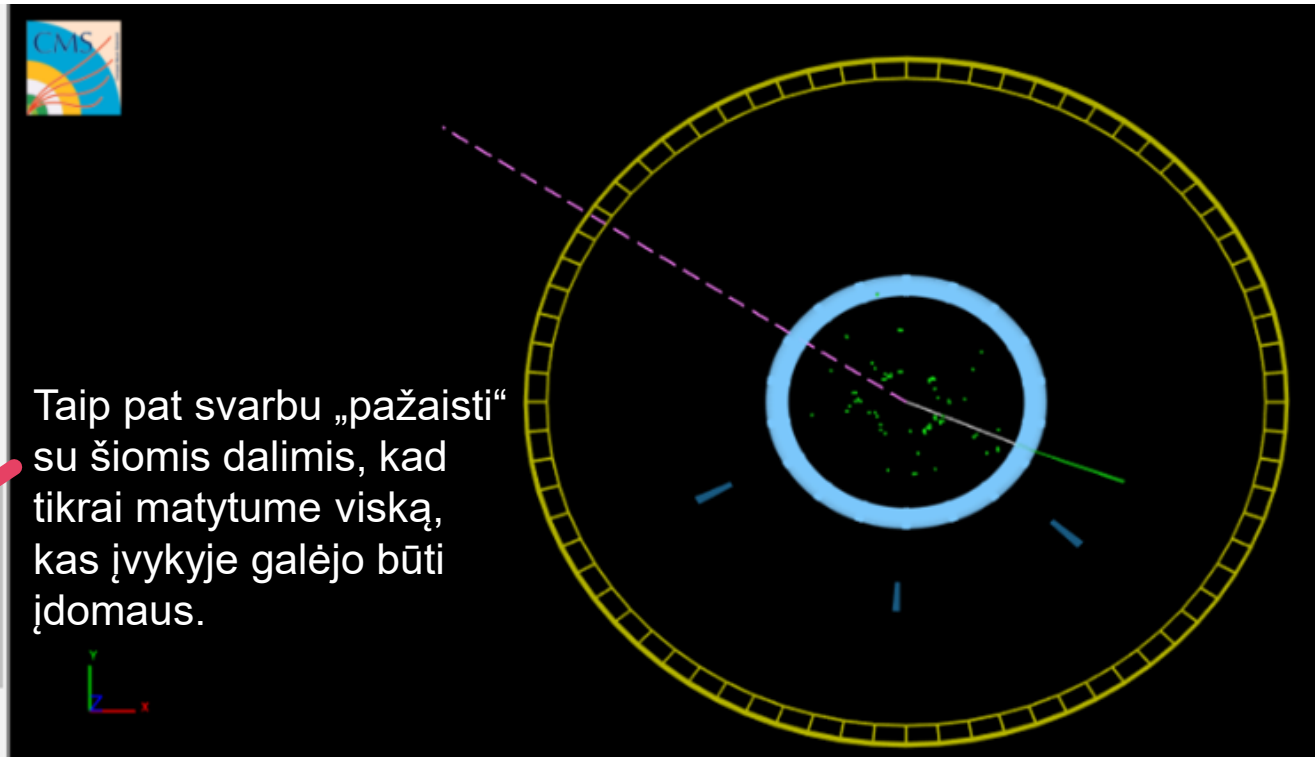 CMS
Taip pat svarbu „pažaisti“
su šiomis dalimis, kad
tikrai matytume viską,
kas įvykyje galėjo būti
įdomaus.
Y
Z X